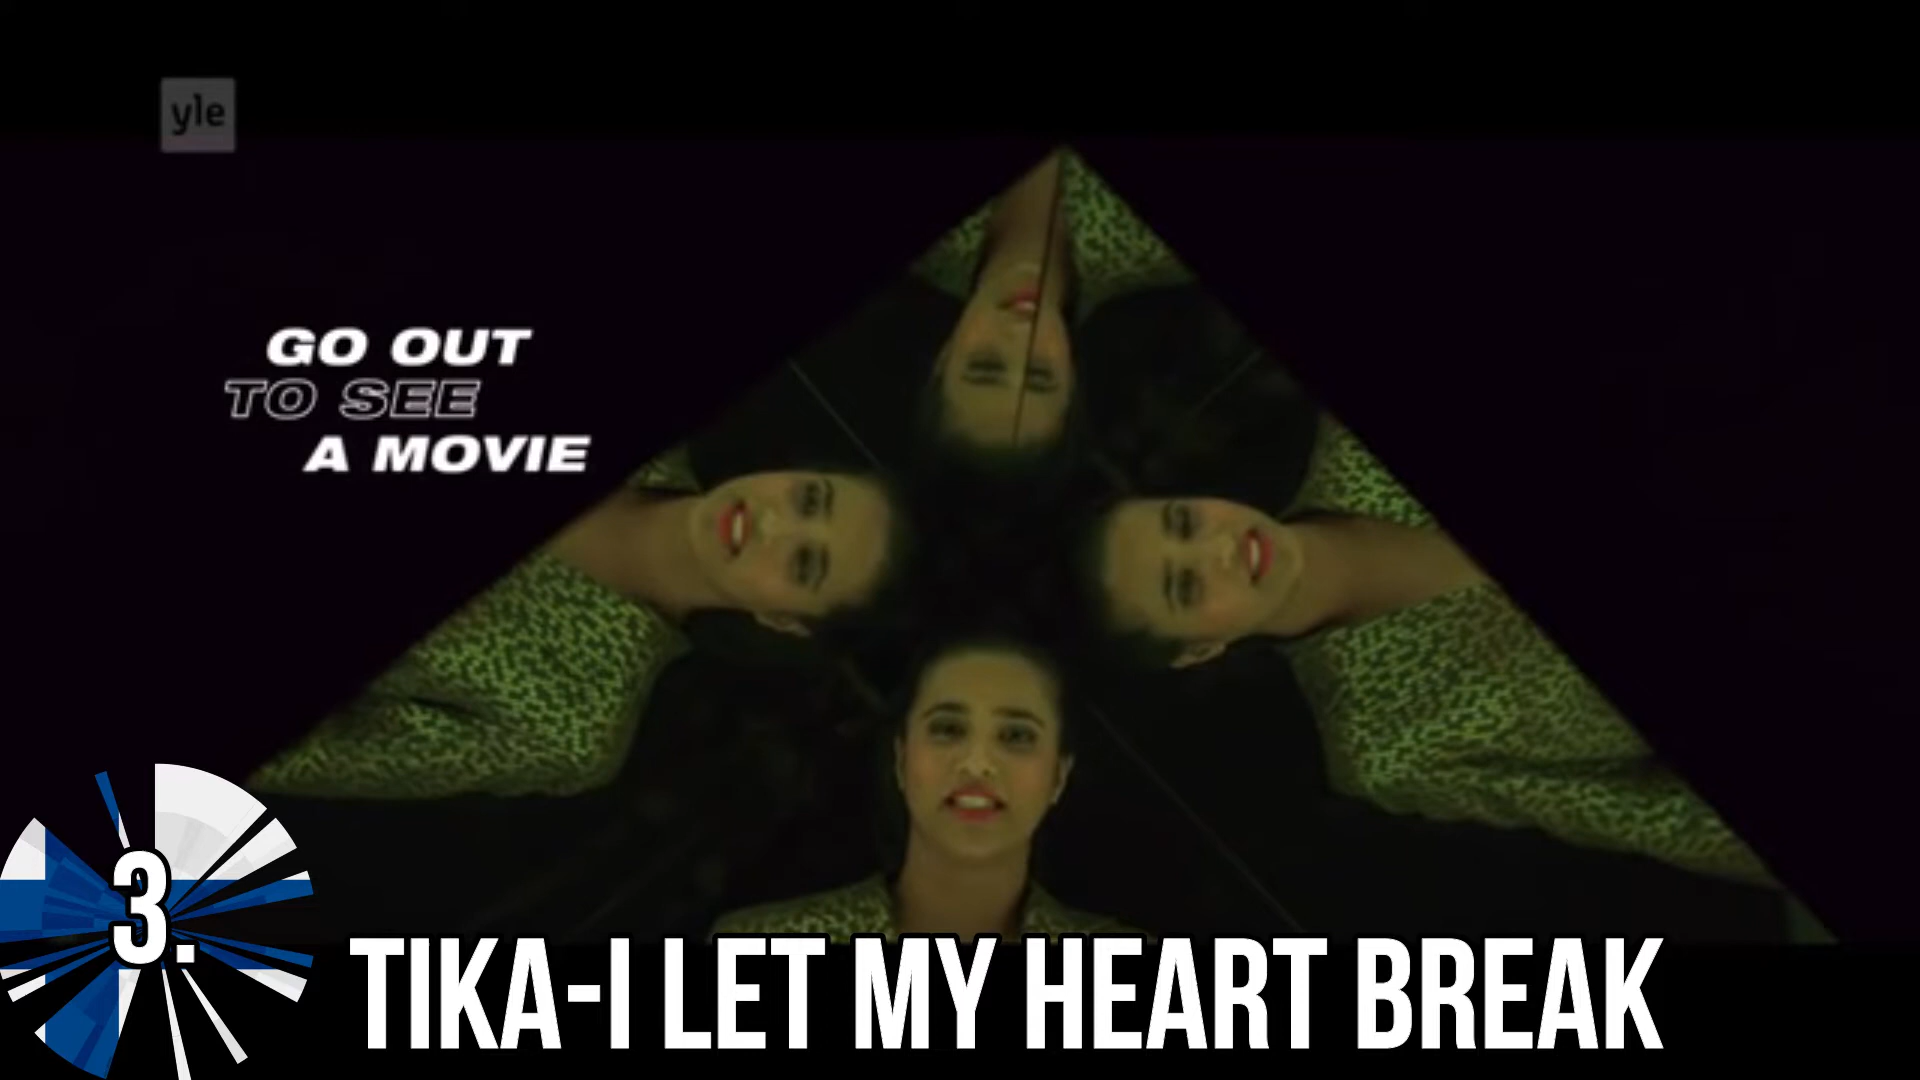 yle
GO OUT
TO SEE
A MOVIE
3.
TIKA-I LET MY HEART BREAK